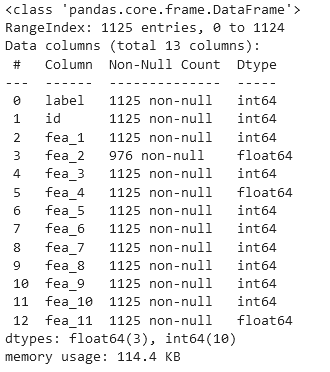 <class 'pandas.core.frame.DataFrame'>
RangeIndex: 1125 entries, 0 to 1124
Data columns (total 13 columns):
 #   Column  Non-Null Count  Dtype
---  ------  --------------  -----
 0   label   1125 non-null   int64
 1   id      1125 non-null   int64
 2   fea_1   1125 non-null   int64
 3   fea_2   976 non-null    float64
 4   fea_3   1125 non-null   int64
 5   fea_4   1125 non-null   float64
 6   fea_5   1125 non-null   int64
 7   fea_6   1125 non-null   int64
 8   fea_7   1125 non-null   int64
 9   fea_8   1125 non-null   int64
 10  fea_9   1125 non-null   int64
 11  fea_10  1125 non-null   int64
 12  fea_11  1125 non-null   float64
dtypes: float64(3), int64(10)
memory usage: 114.4 KB